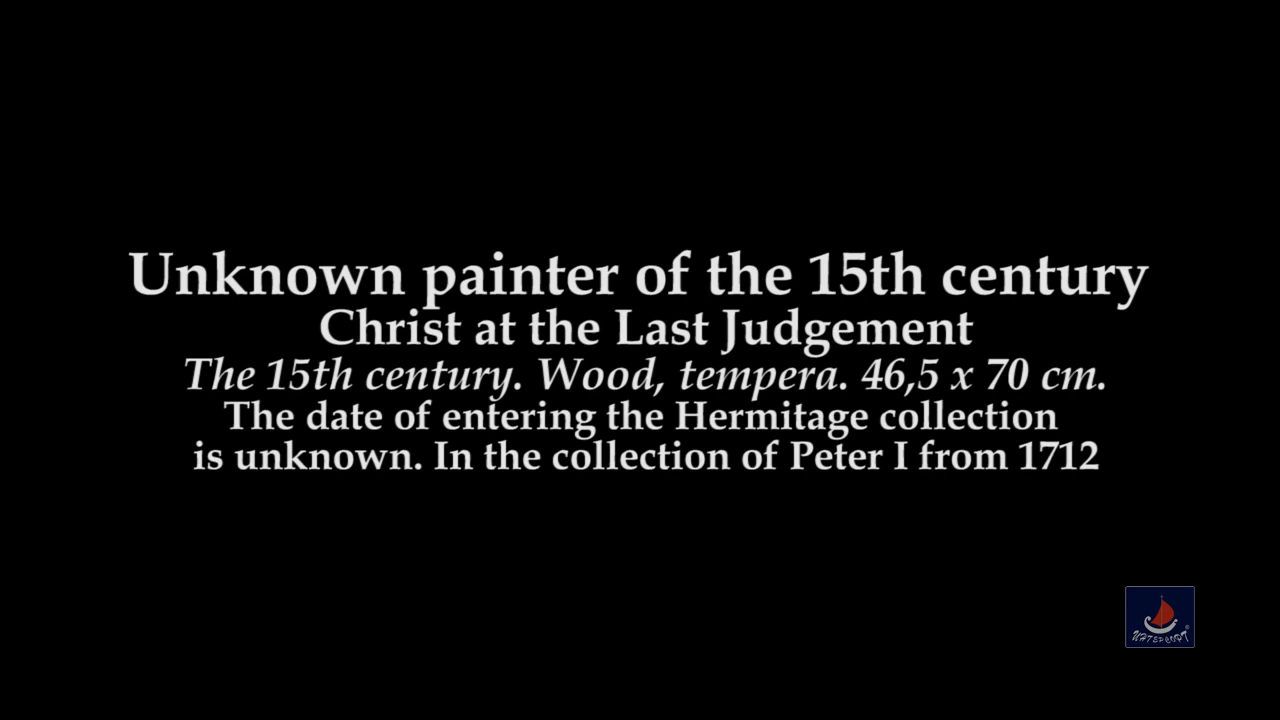 Unknown painter of the 15th century
Christ at the Last Judgement
The 15th century. Wood, tempera. 46,5 x 70 cm.
The date of entering the Hermitage collection
is unknown. In the collection of Peter I from 1712